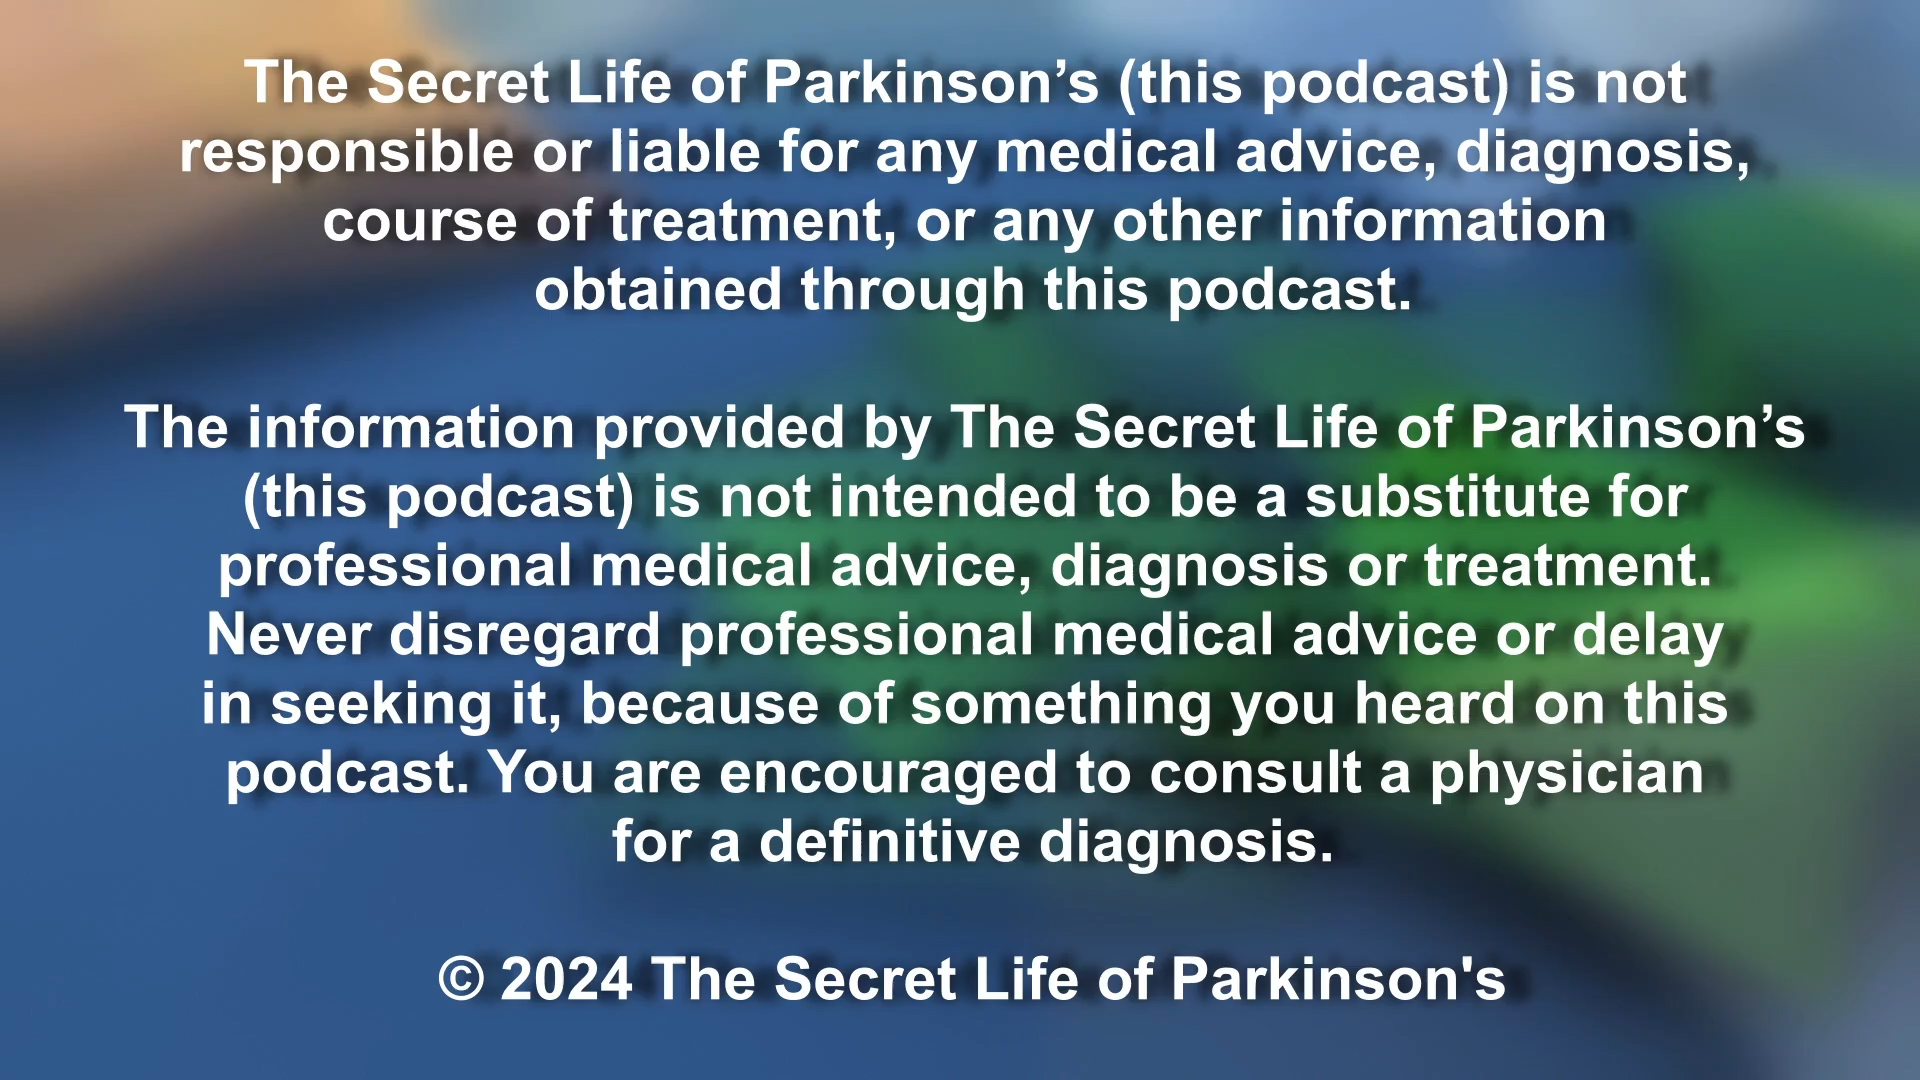 The Secret Life of Parkinson’s (this podcast) is not
responsible or liable for any medical advice, diagnosis,
course of treatment, or any other information
obtained through this podcast.
The information provided by The Secret Life of Parkinson’s
(this podcast) is not intended to be a substitute for
professional medical advice, diagnosis or treatment.
Never disregard professional medical advice or delay
in seeking it, because of something you heard on this
podcast. You are encouraged to consult a physician
for a definitive diagnosis.
© 2024 The Secret Life of Parkinson's